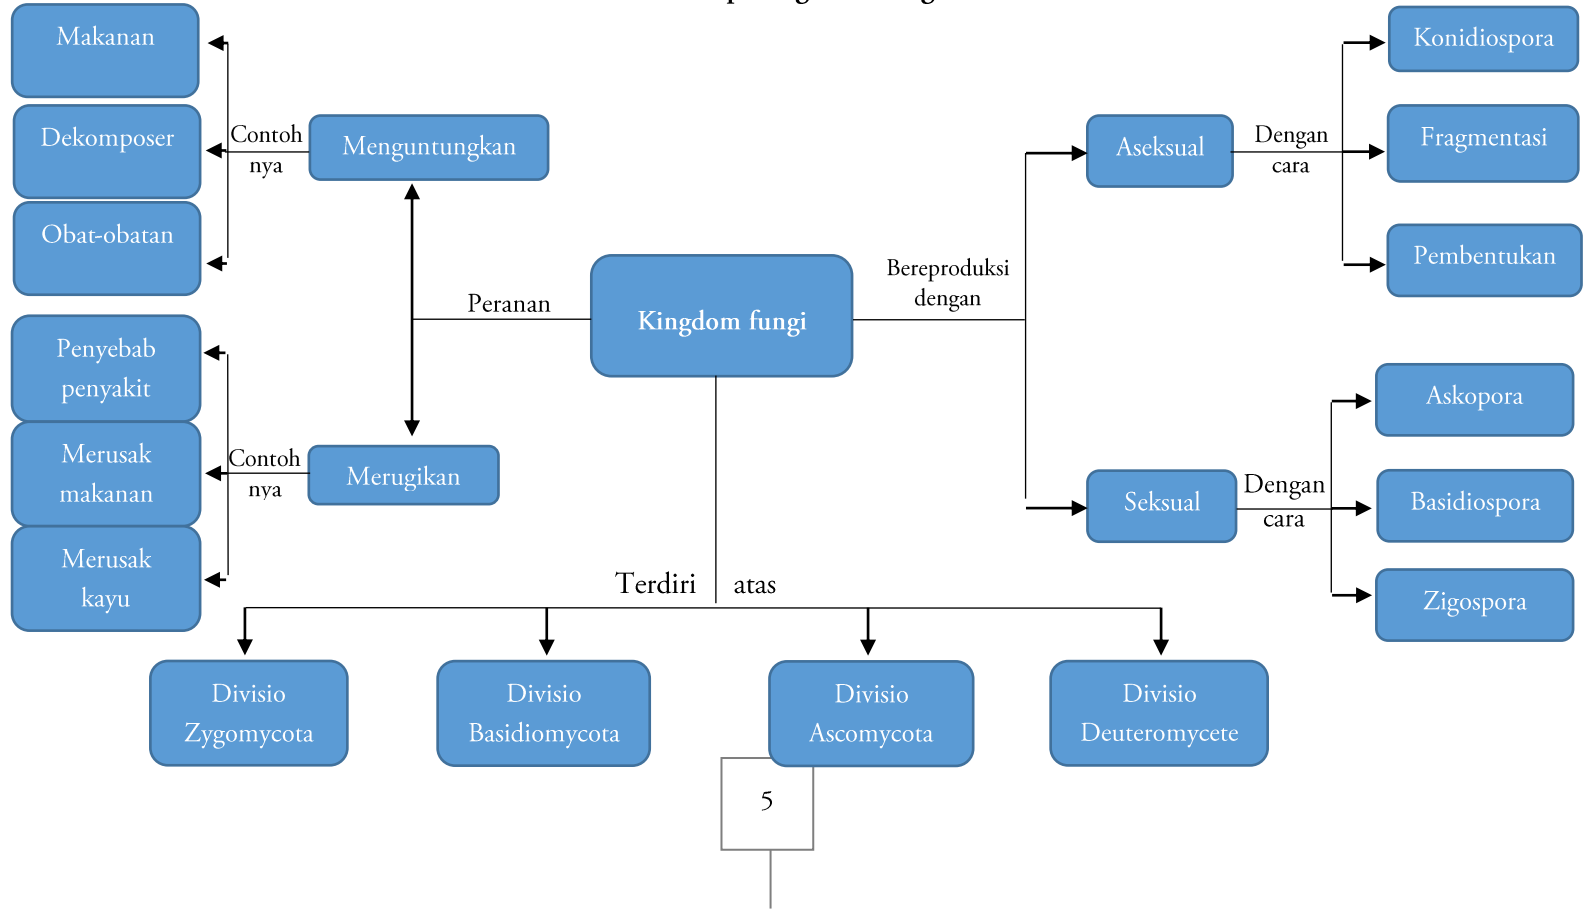 Makanan
Dekomposer
Obat-obatan
Contoh
nya
Menguntungkan
Peranan
Penyebab
penyakit
Merusak
makanan
Merusak
kayu
Contoh
nya
Merugikan
Kingdom fungi
Bereproduksi
dengan
Aseksual
Dengan
cara
Konidiospora
Fragmentasi
Pembentukan
Seksual
Dengan
cara
Askopora
Basidiospora
Zigospora
Terdiri atas
Divisio
Zygomycota
Divisio
Basidiomycota
Divisio
Ascomycota
Divisio
Deuteromycete
5